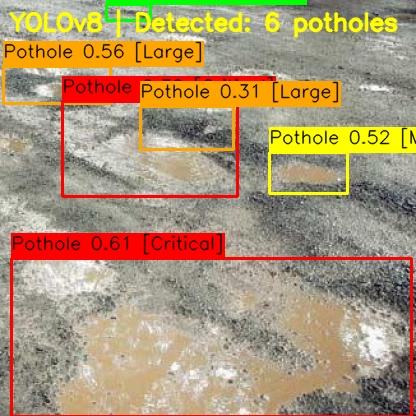 YOLOv8 | Detected: 6 potholes
Pothole 0.56 [Large]
Pothole
Pothole 0.31 [Large]
Pothole 0.52 [M
Pothole 0.61 [Critical]